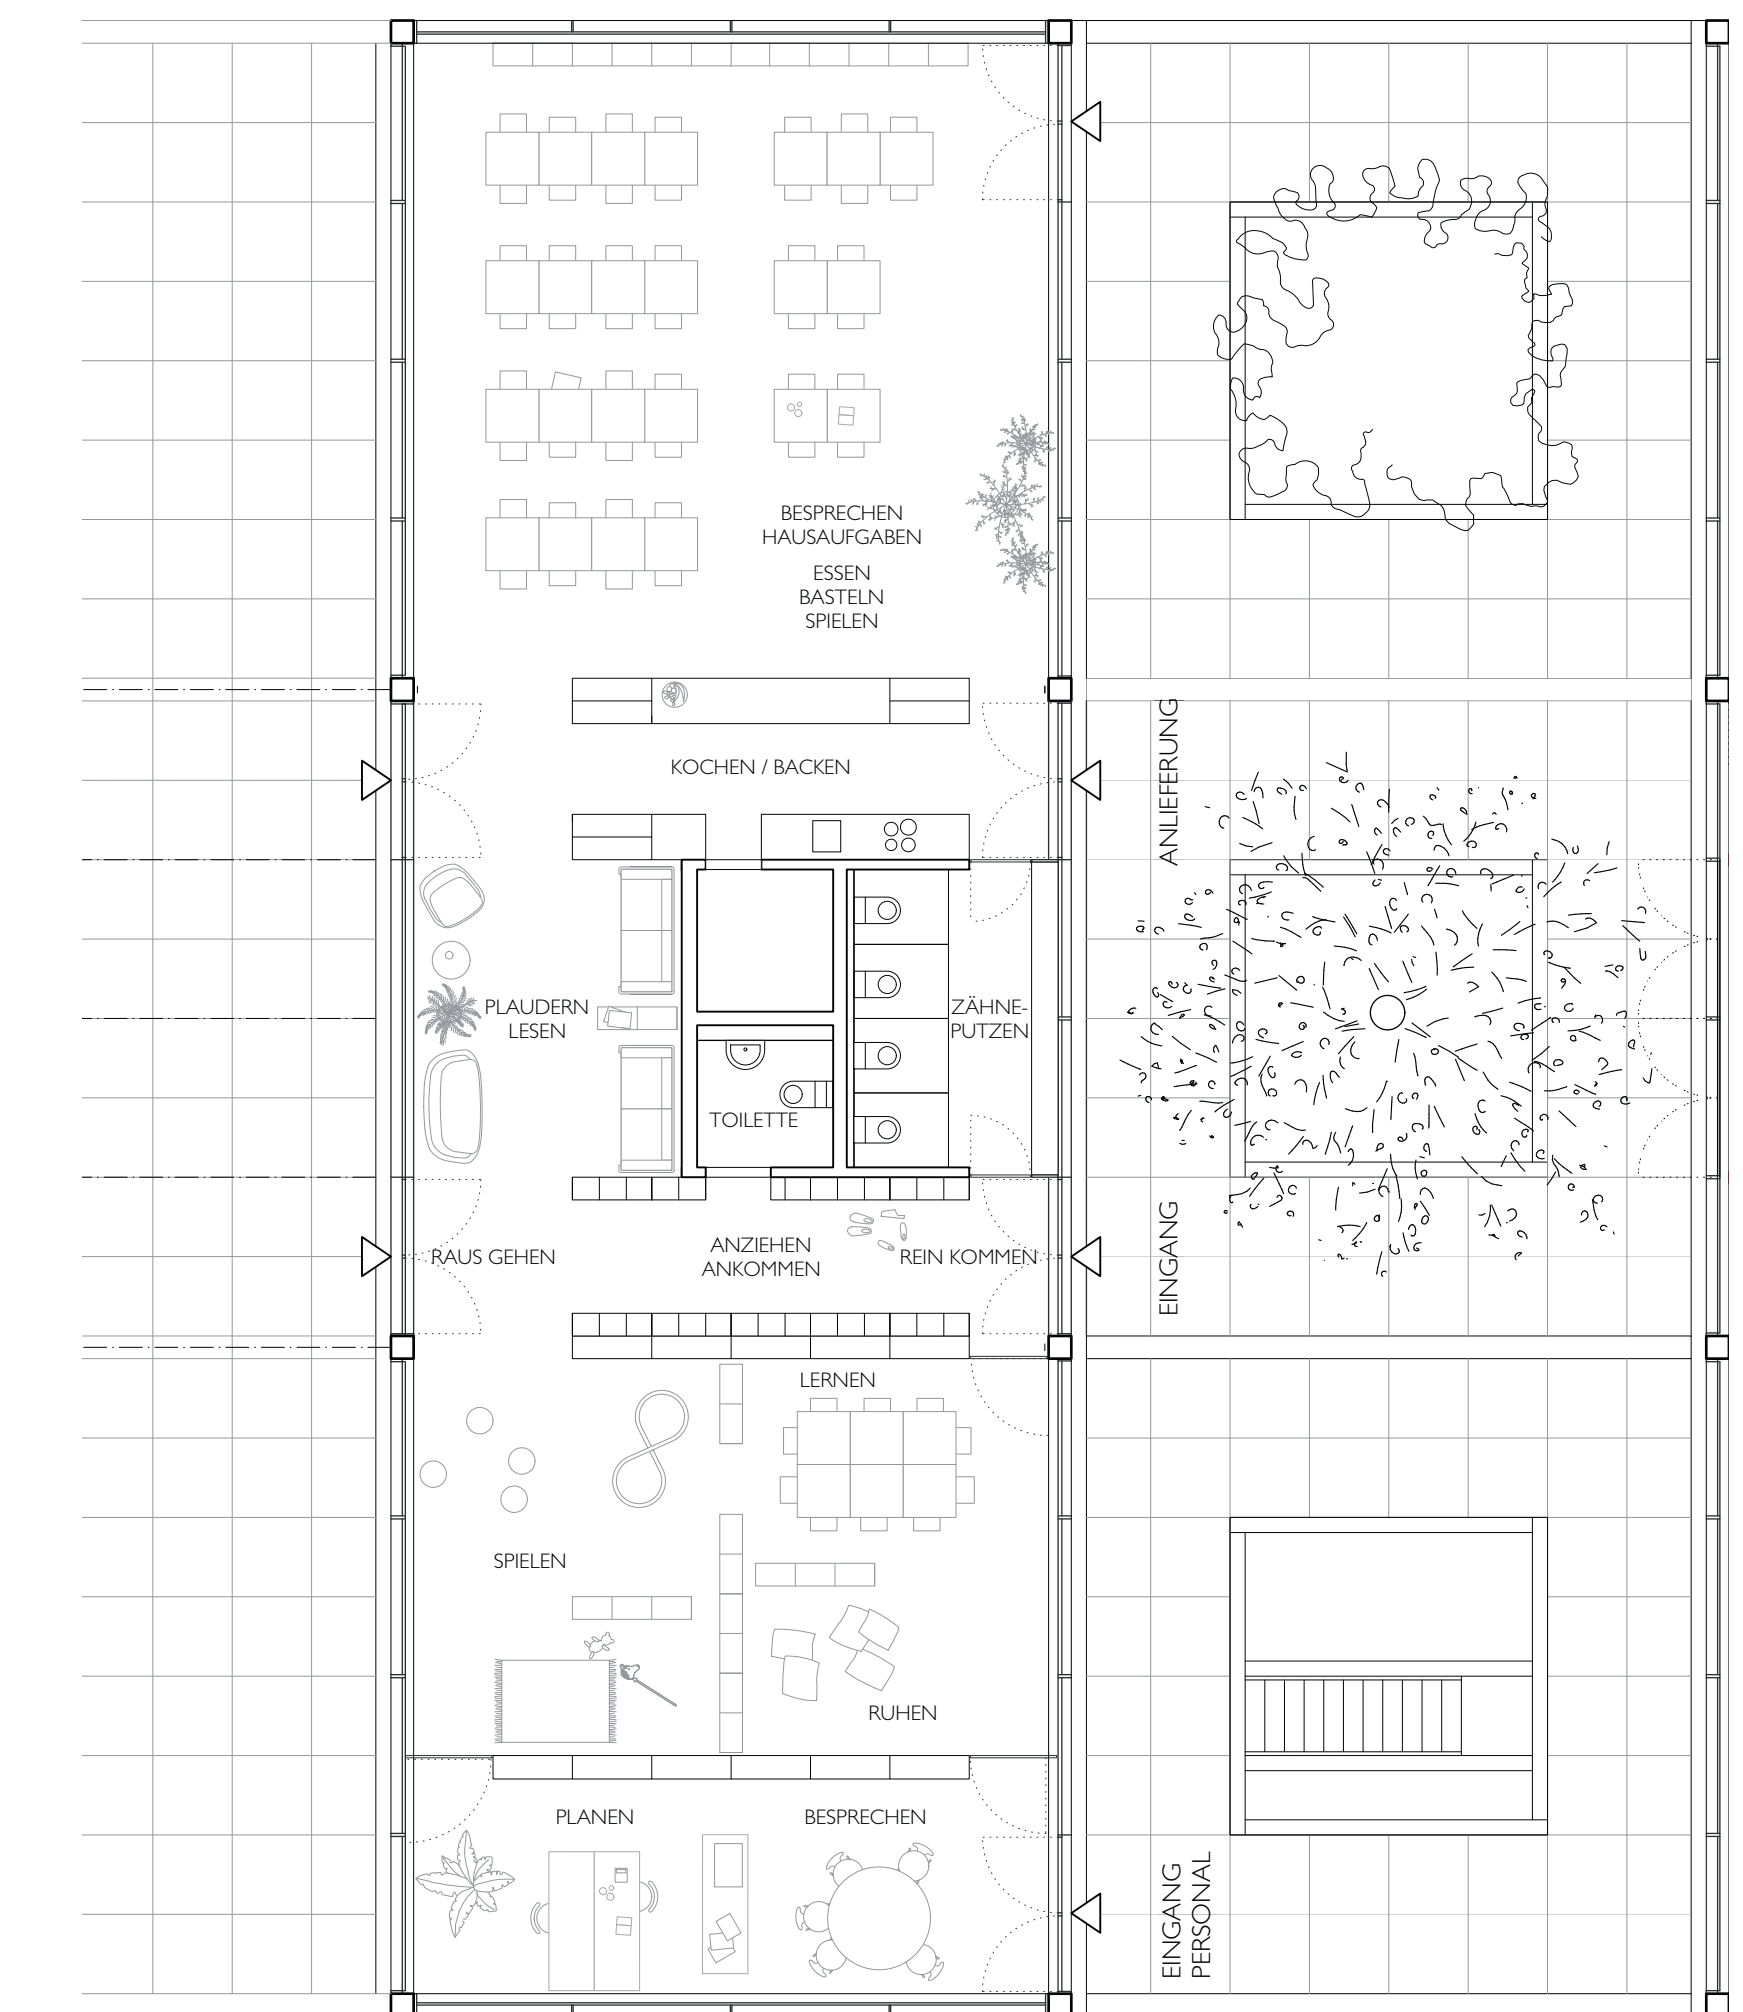 BESPRECHEN
HAUSAUFGABEN
ESSEN
BASTELN
SPIELEN
ANLIEFERUNG
KOCHEN / BACKEN
PLAUDERN
LESEN
ZÄHNE-
PUTZEN
TOILETTE
EINGANG
RAUS GEHEN
ANZIEHEN
ANKOMMEN
REIN KOMMEN
LERNEN
SPIELEN
RUHEN
PLANEN
BESPRECHEN
EINGANG
PERSONAL